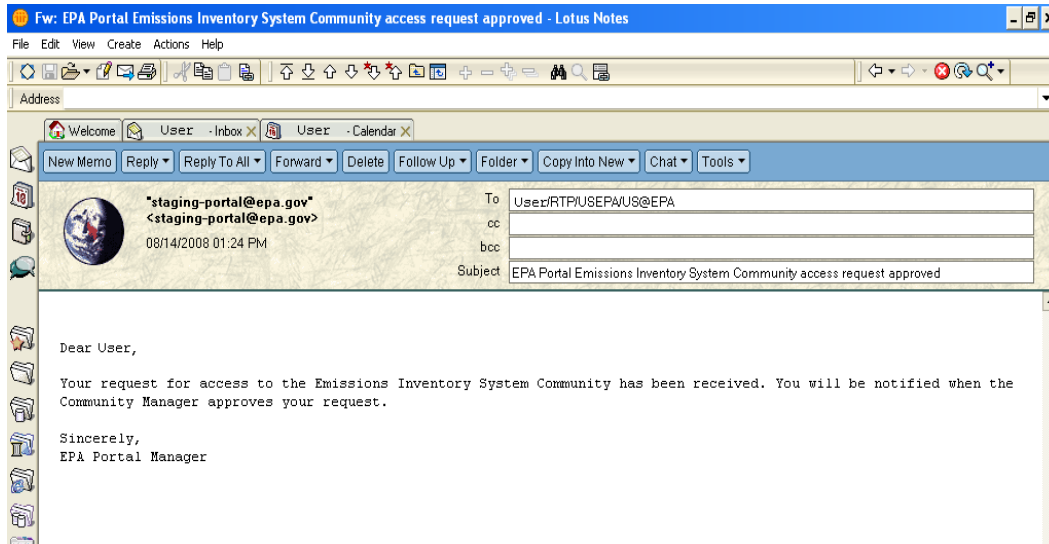 Fw: EPA Portal Emissions Inventory System Community access request approved - Lotus Notes
File Edit View Create Actions Help
Address
Welcome User - Inbox User - Calendar
New Memo Reply Reply To All Forward Delete Follow Up Folder Copy Into New Chat Tools
"staging-portal@epa.gov"
<staging-portal@epa.gov>
08/14/2008 01:24 PM
To User/RTP/USEPA/US@EPA
cc
bcc
Subject EPA Portal Emissions Inventory System Community access request approved
Dear User,
Your request for access to the Emissions Inventory System Community has been received. You will be notified when the
Community Manager approves your request.
Sincerely,
EPA Portal Manager